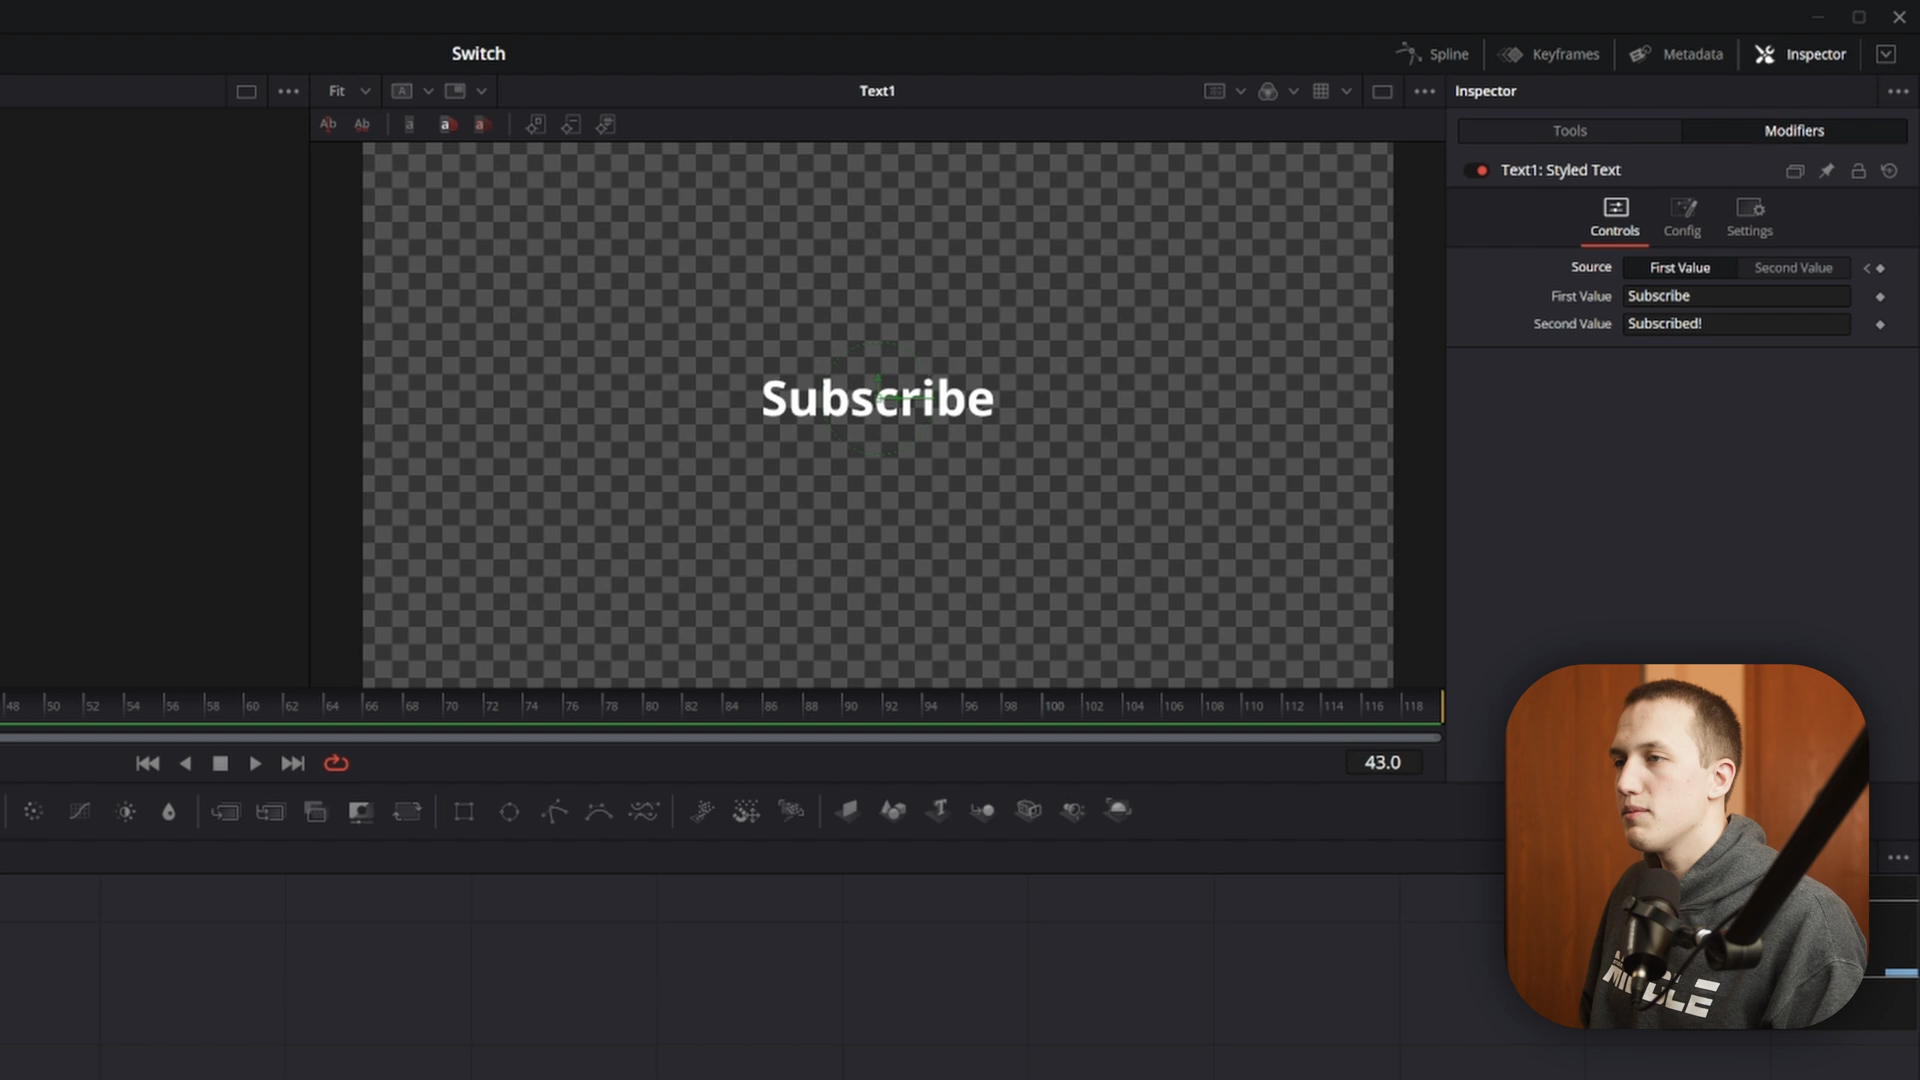 Switch
Spline
Keyframes
Metadata
Inspector
Fit
A
Text1
Inspector
Ab
Ab
a
a
a
Tools
Modifiers
Text1: Styled Text
Controls
Config
Settings
Source
First Value
Second Value
First Value
Subscribe
Second Value
Subscribed!
Subscribe
48 50 52 54 56 58 60 62 64 66 68 70 72 74 76 78 80 82 84 86 88 90 92 94 96 98 100 102 104 106 108 110 112 114 116 118
43.0
T